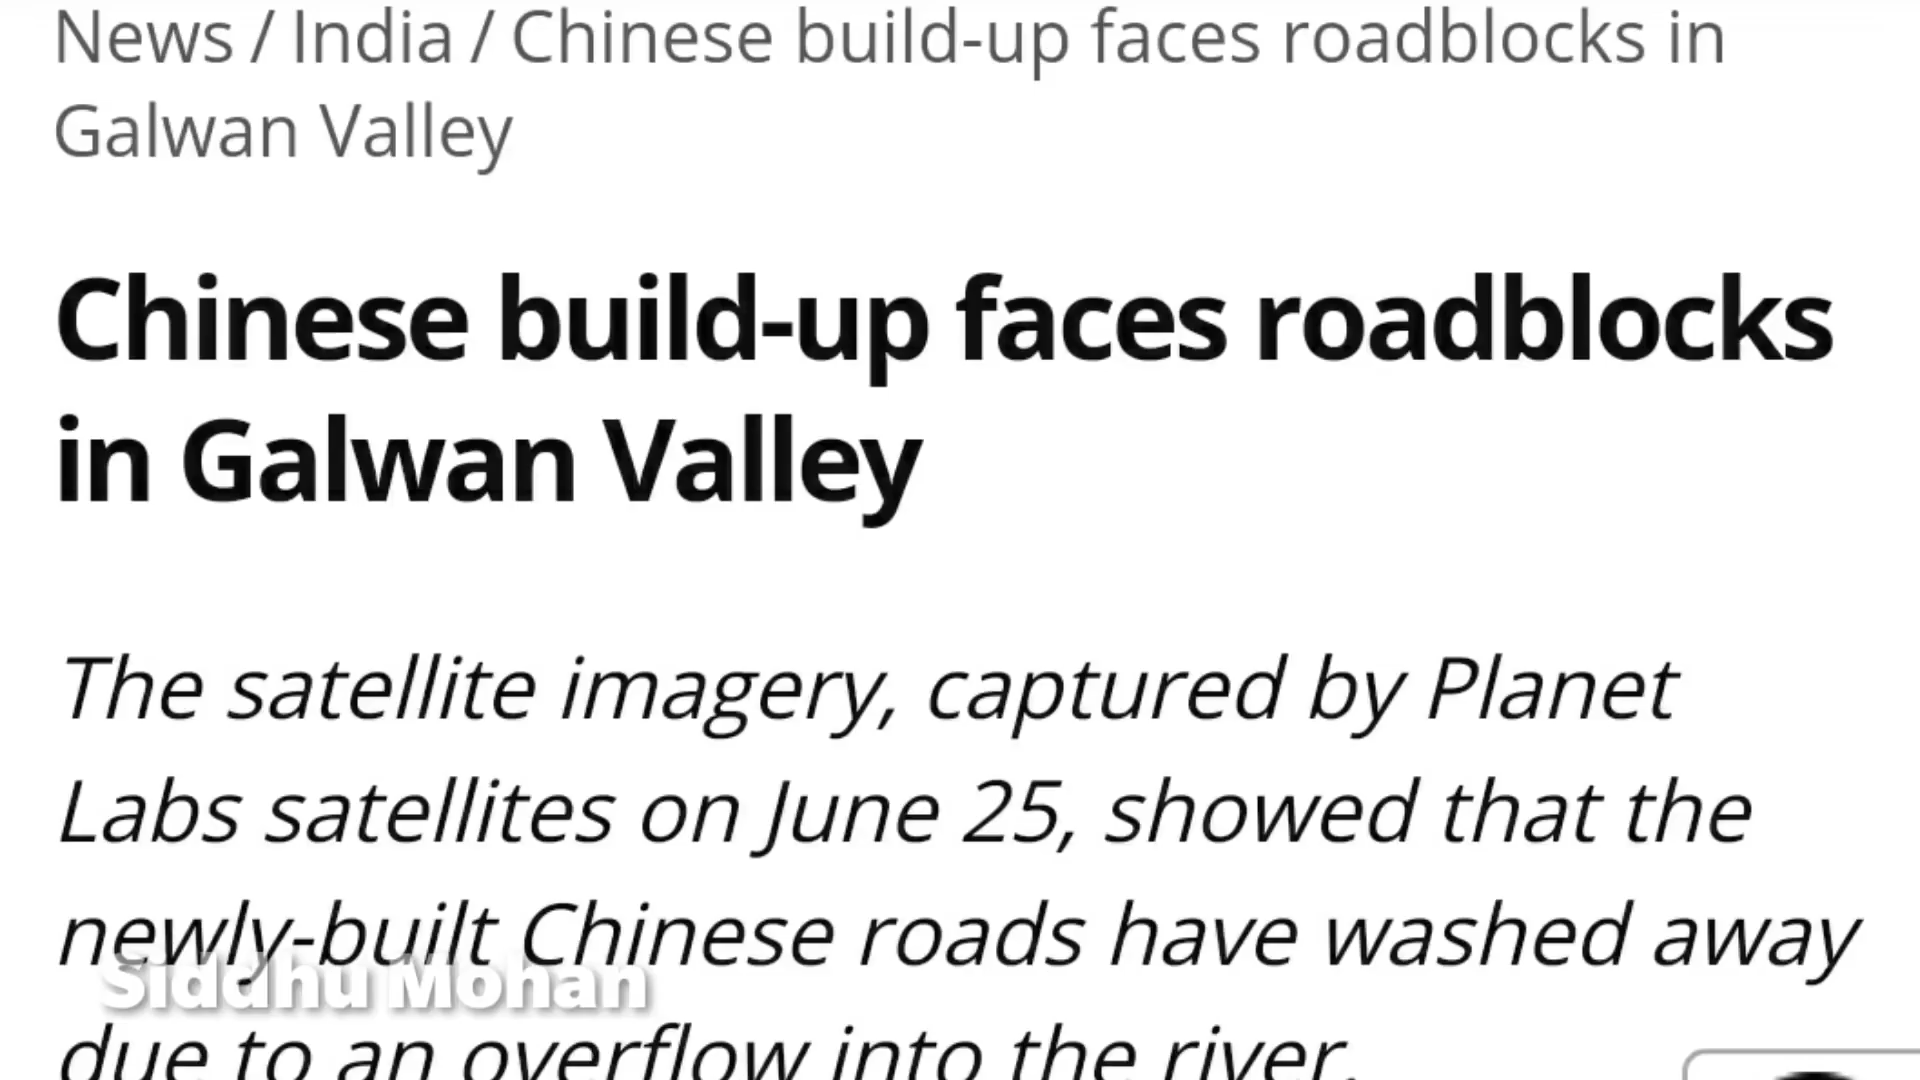 News / India / Chinese build-up faces roadblocks in
Galwan Valley
Chinese build-up faces roadblocks
in Galwan Valley
The satellite imagery, captured by Planet
Labs satellites on June 25, showed that the
newly-built Chinese roads have washed away
Siddhu Mohan
due to an overflow into the river.